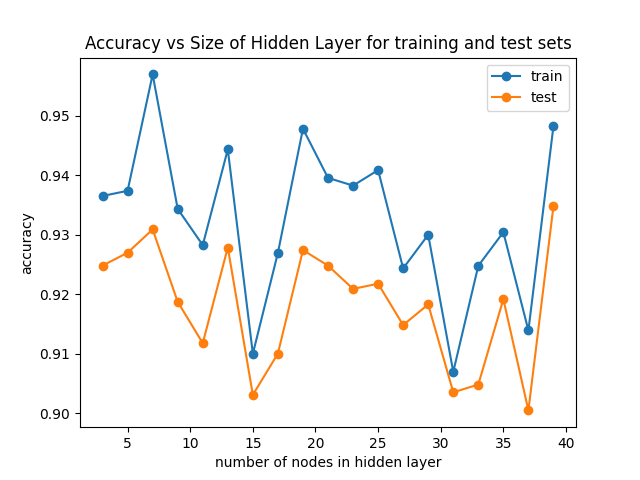 Accuracy vs Size of Hidden Layer for training and test sets
train
test
0.95
0.94
0.93
0.92
0.91
0.90
accuracy
5 10 15 20 25 30 35 40
number of nodes in hidden layer